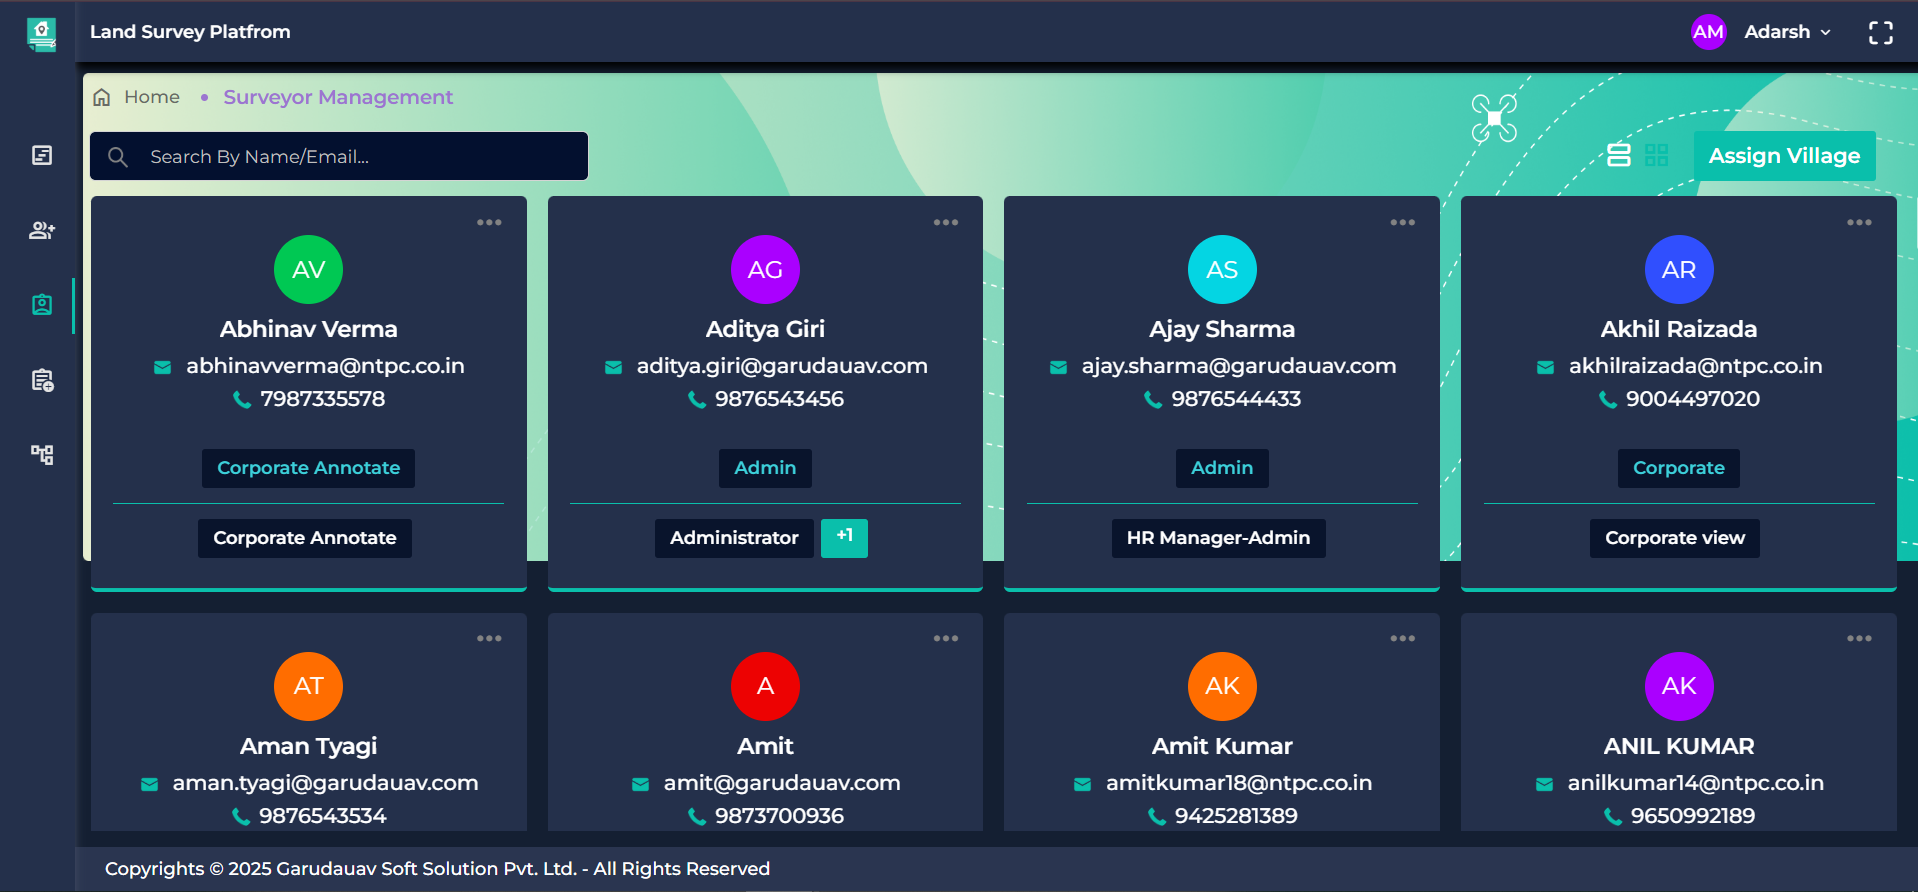 Land Survey Platfrom
AM Adarsh
Home • Surveyor Management
Search By Name/Email...
Assign Village
AV
Abhinav Verma
abhinavverma@ntpc.co.in
7987335578
Corporate Annotate
Corporate Annotate
AG
Aditya Giri
aditya.giri@garudauav.com
9876543456
Admin
Administrator +1
AS
Ajay Sharma
ajay.sharma@garudauav.com
9876544433
Admin
HR Manager-Admin
AR
Akhil Raizada
akhilraizada@ntpc.co.in
9004497020
Corporate
Corporate view
AT
Aman Tyagi
aman.tyagi@garudauav.com
9876543534
A
Amit
amit@garudauav.com
9873700936
AK
Amit Kumar
amitkumar18@ntpc.co.in
9425281389
AK
ANIL KUMAR
anilkumar14@ntpc.co.in
9650992189
Copyrights © 2025 Garudauav Soft Solution Pvt. Ltd. - All Rights Reserved